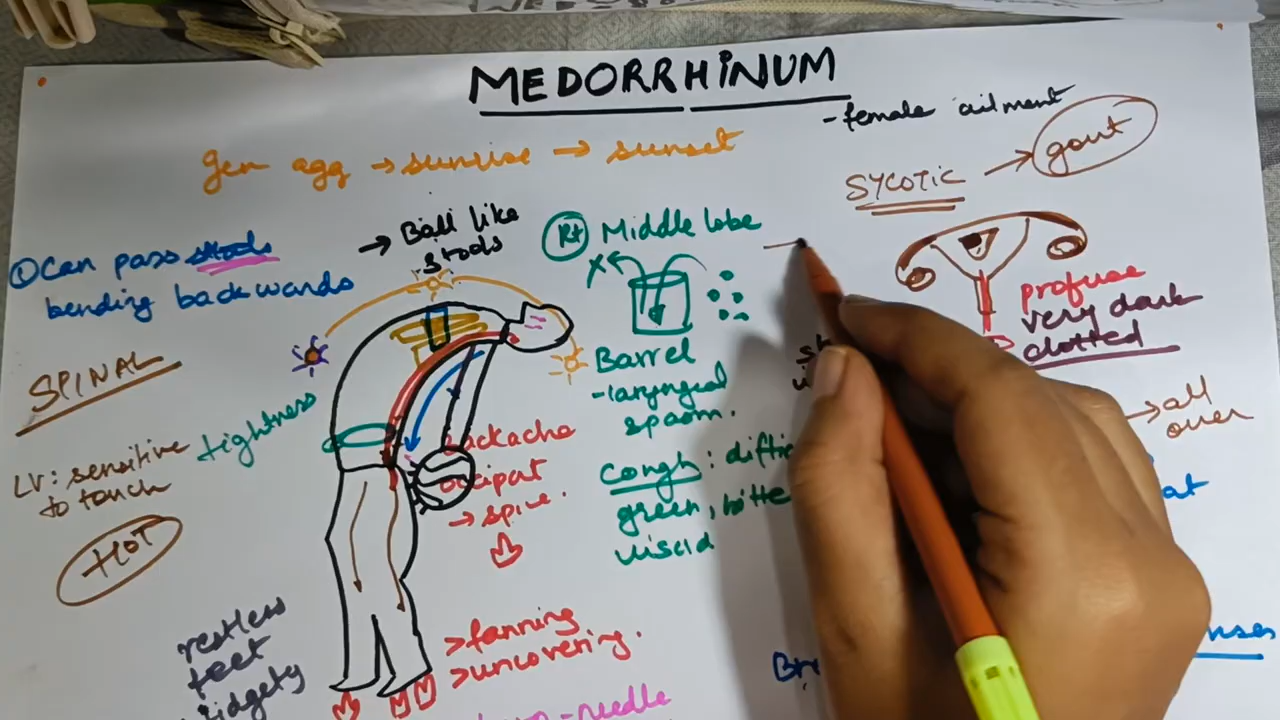 MEDORRHINUM
- female ailment
gen agg → sunrise → sunset
SYCOTIC → gout
→ Ball like
stools
Rt Middle lobe
① Can pass stools
bending backwards
X
profuse
very dark
clotted
SPINAL
tightness
Barrel
- laryngeal
spasm.
LV: sensitive
to touch
HOT
backache
occiput
→ spine.
Cough:
green,
viscid
→ all
over
restless
feet
fidgety
> fanning
> uncovering.
- needle